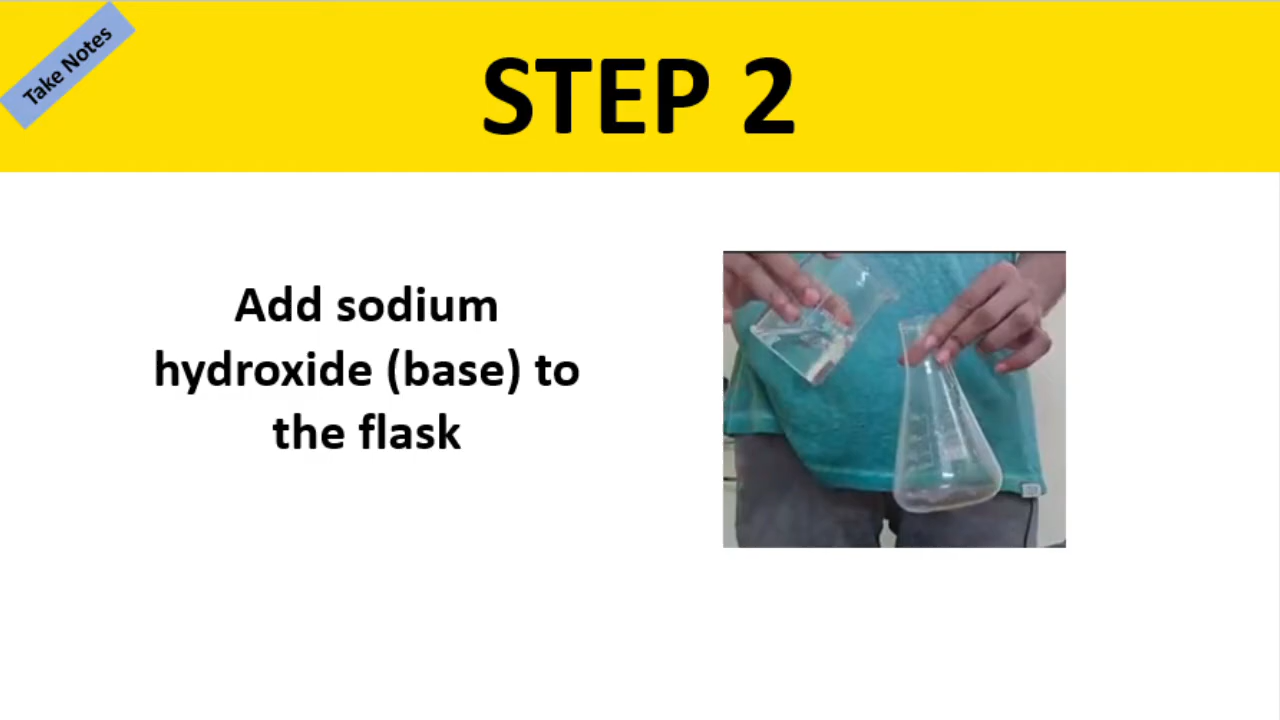 Take Notes
STEP 2
Add sodium
hydroxide (base) to
the flask